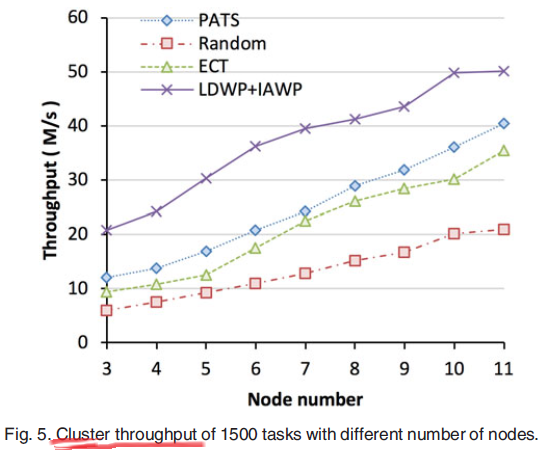 60
50
40
30
20
10
0
Throughput ( M/s )
PATS
Random
ECT
LDWP+IAWP
3 4 5 6 7 8 9 10 11
Node number
Fig. 5. Cluster throughput of 1500 tasks with different number of nodes.